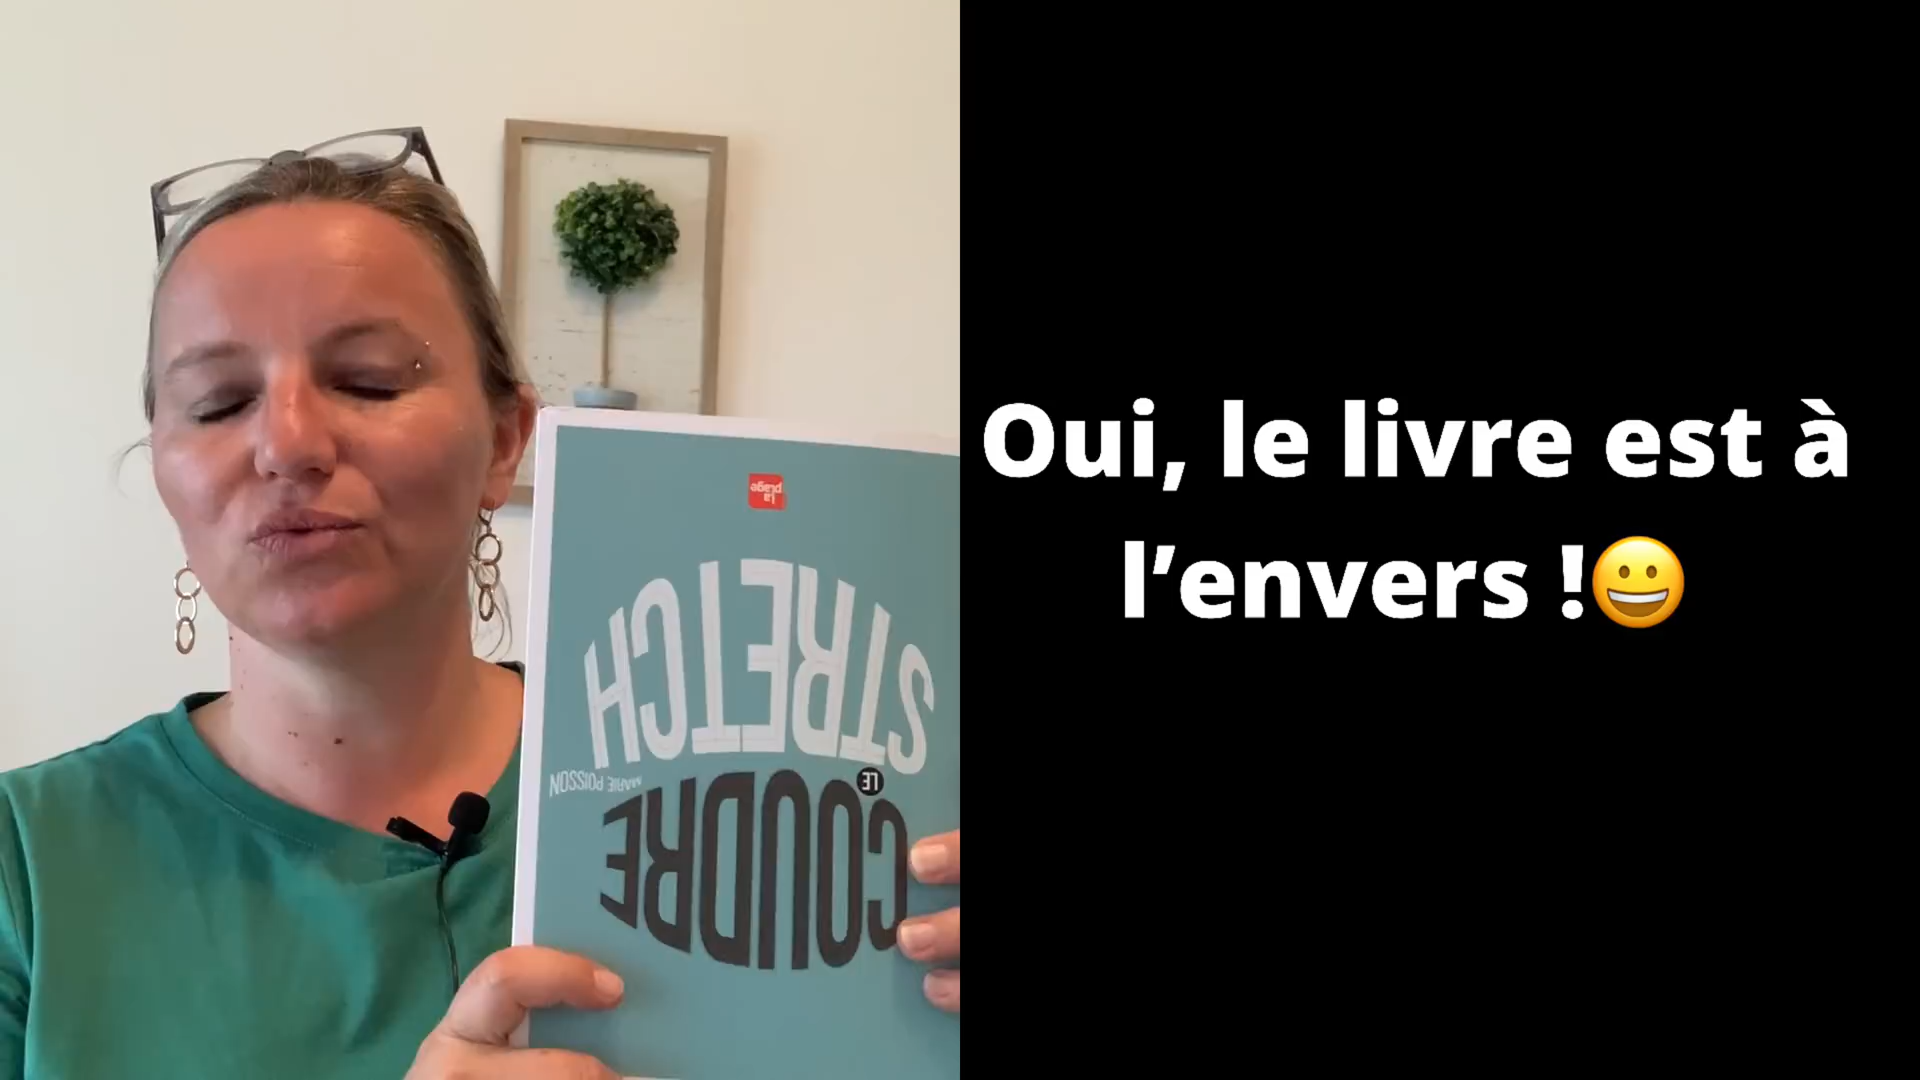 Oui, le livre est à
l’envers !😀
COUDRE
LE
MARIE POISSON
STRETCH
la
plage